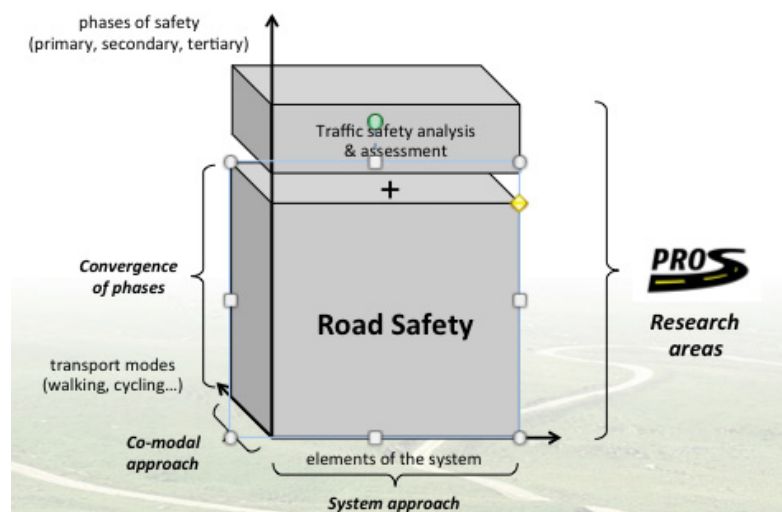 phases of safety
(primary, secondary, tertiary)
Traffic safety analysis
& assessment
+
Convergence
of phases
Road Safety
PROS
Research
areas
transport modes
(walking, cycling...)
Co-modal
approach
elements of the system
System approach